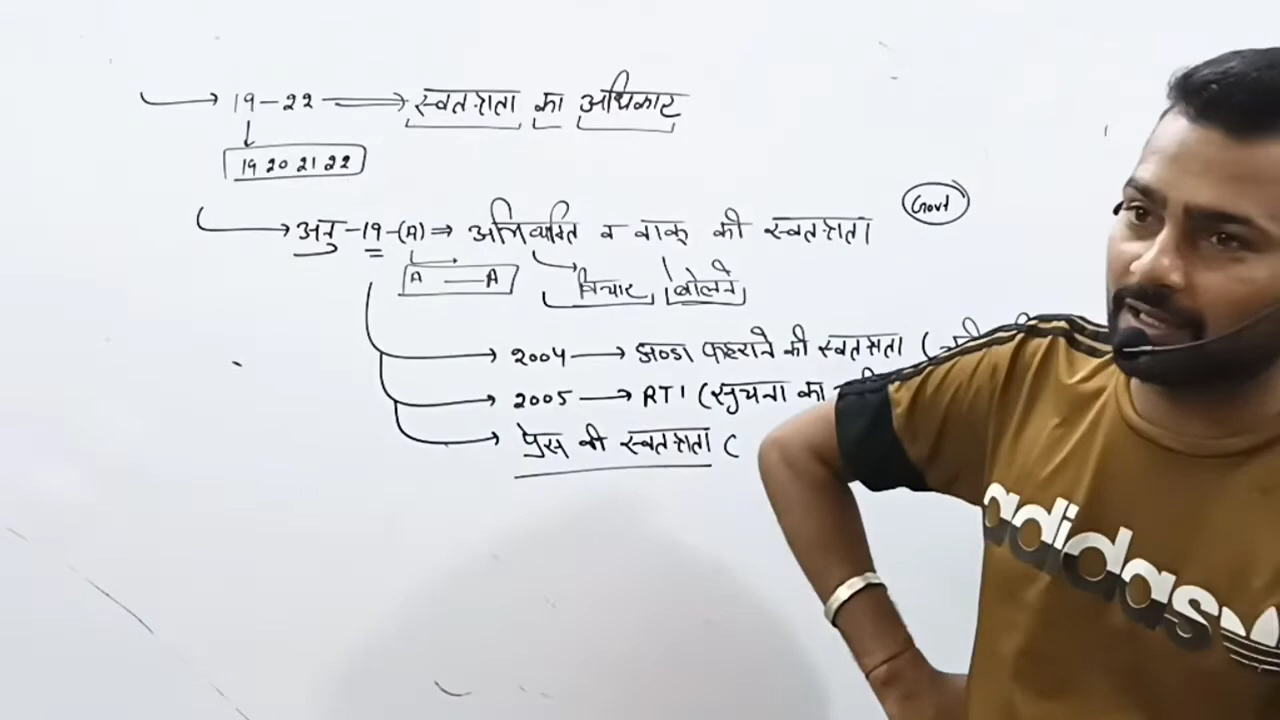 19-22 ⟹ स्वतंत्रता का अधिकार
19 20 21 22
Govt
अनु-19-(A) ⇒ अभिव्यक्ति व वाक् की स्वतंत्रता
A — A
विचार बोलने
2004 → झण्डा फहराने की स्वतंत्रता (
2005 → RTI (सुचना का
प्रेस की स्वतंत्रता (
adidas